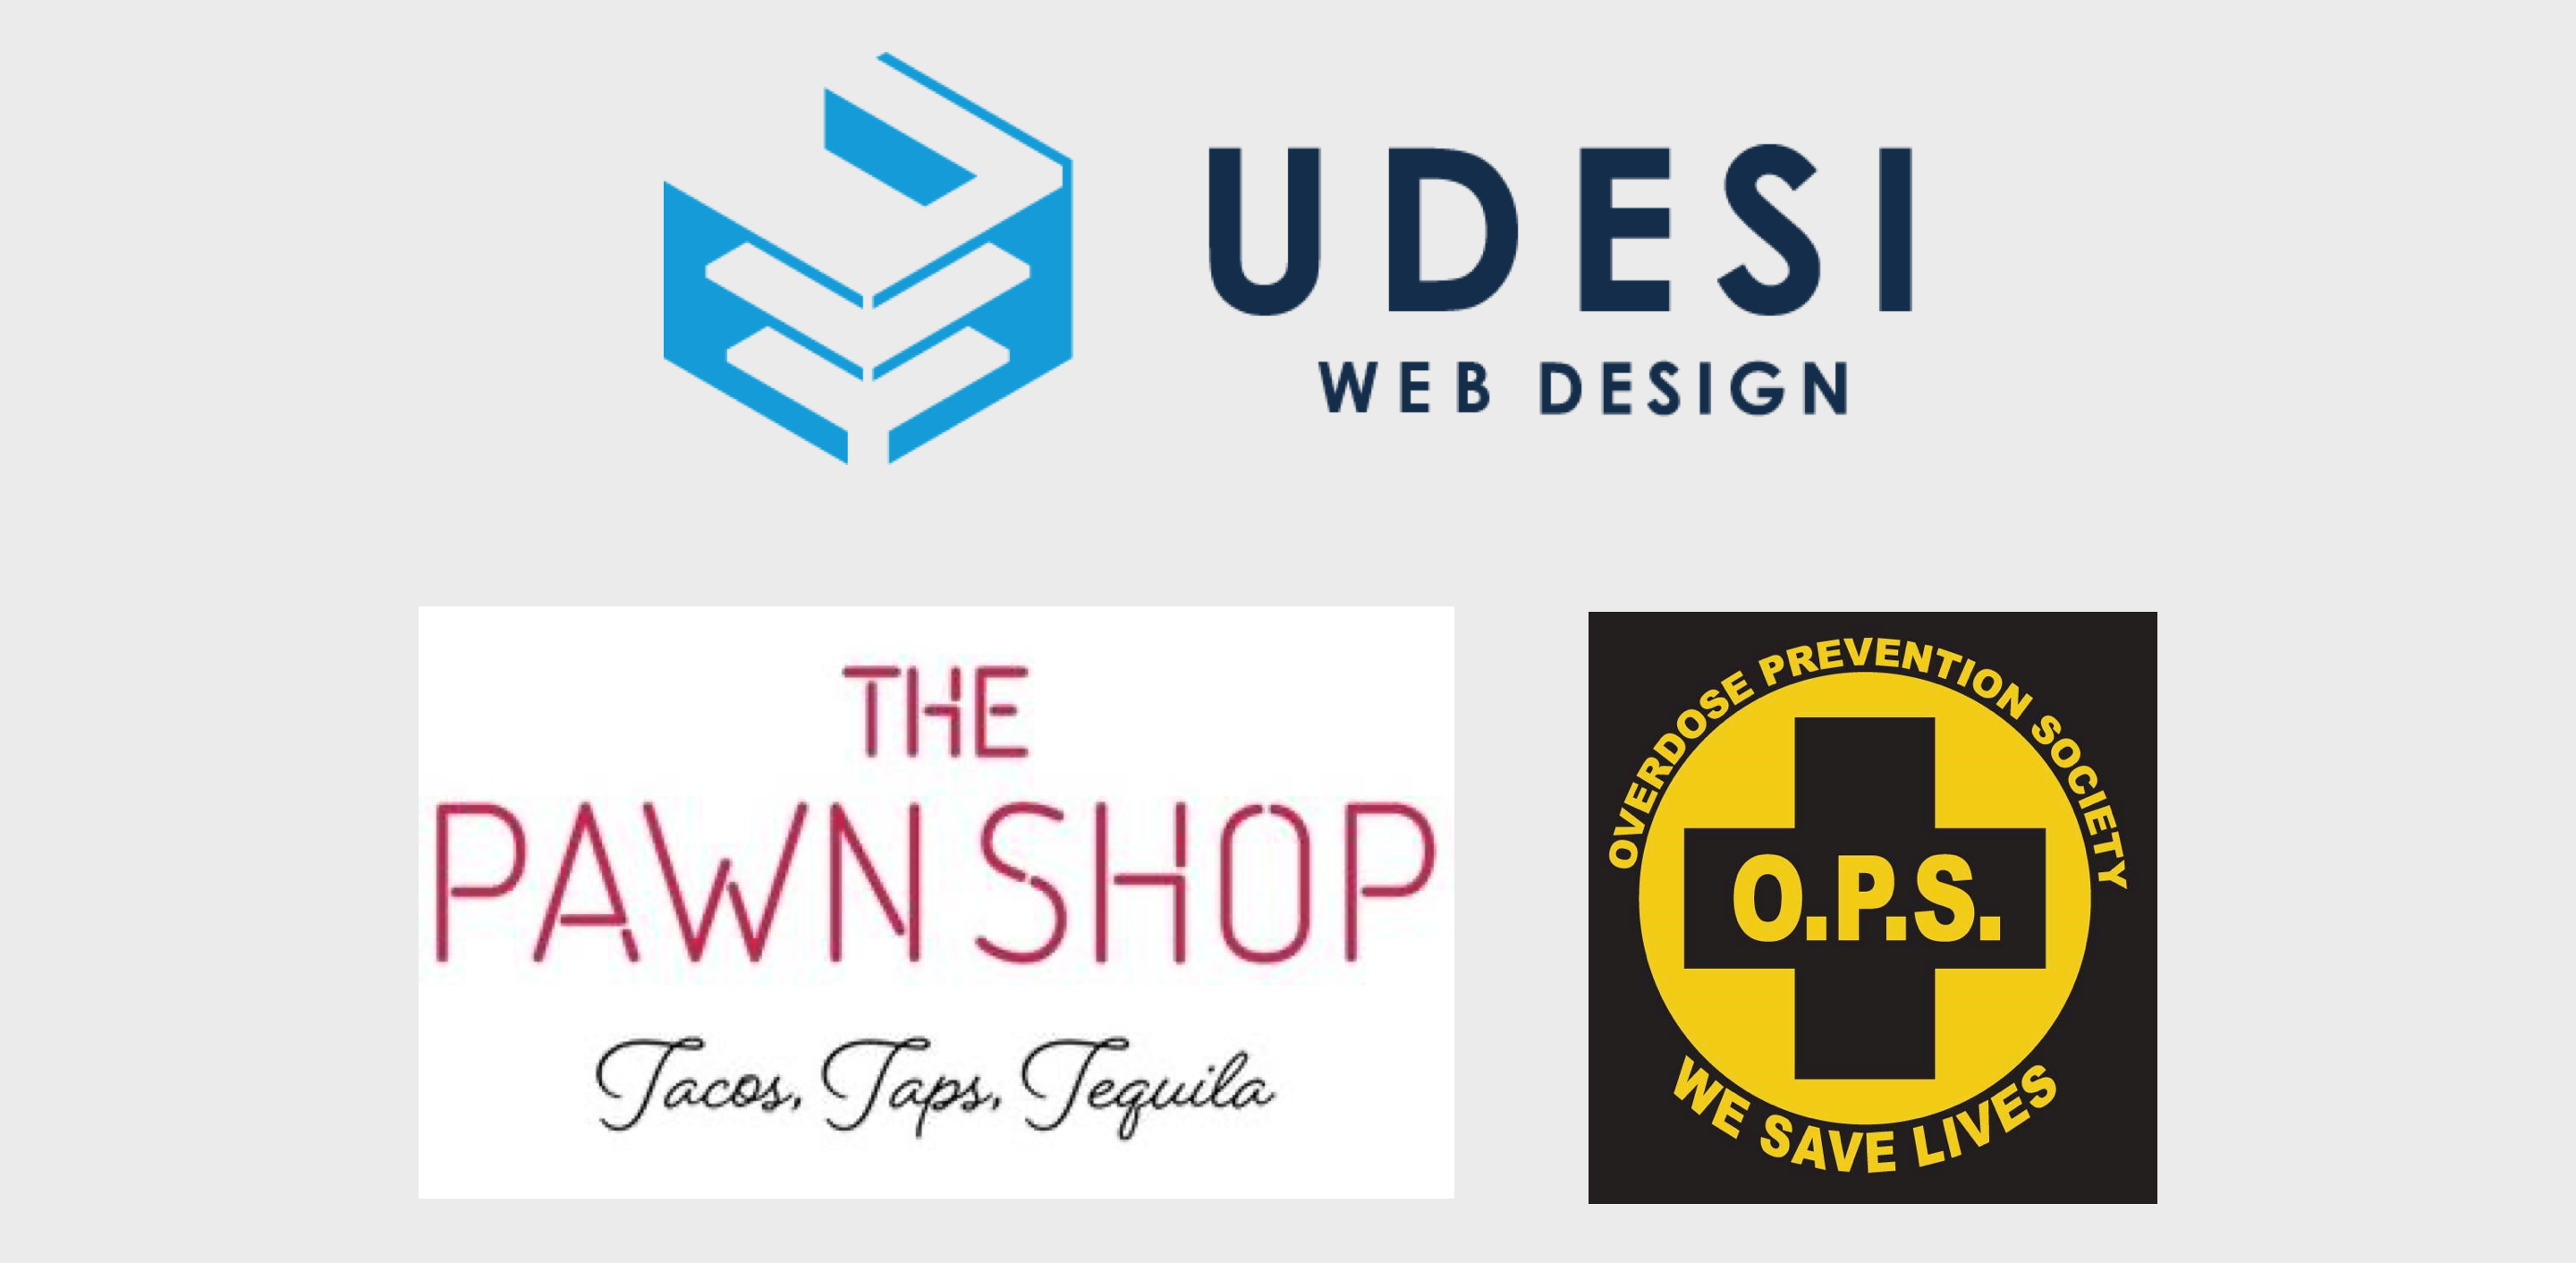 UDESI
WEB DESIGN
THE
PAWN SHOP
Tacos, Taps, Tequila
OVERDOSE PREVENTION SOCIETY
O.P.S.
WE SAVE LIVES